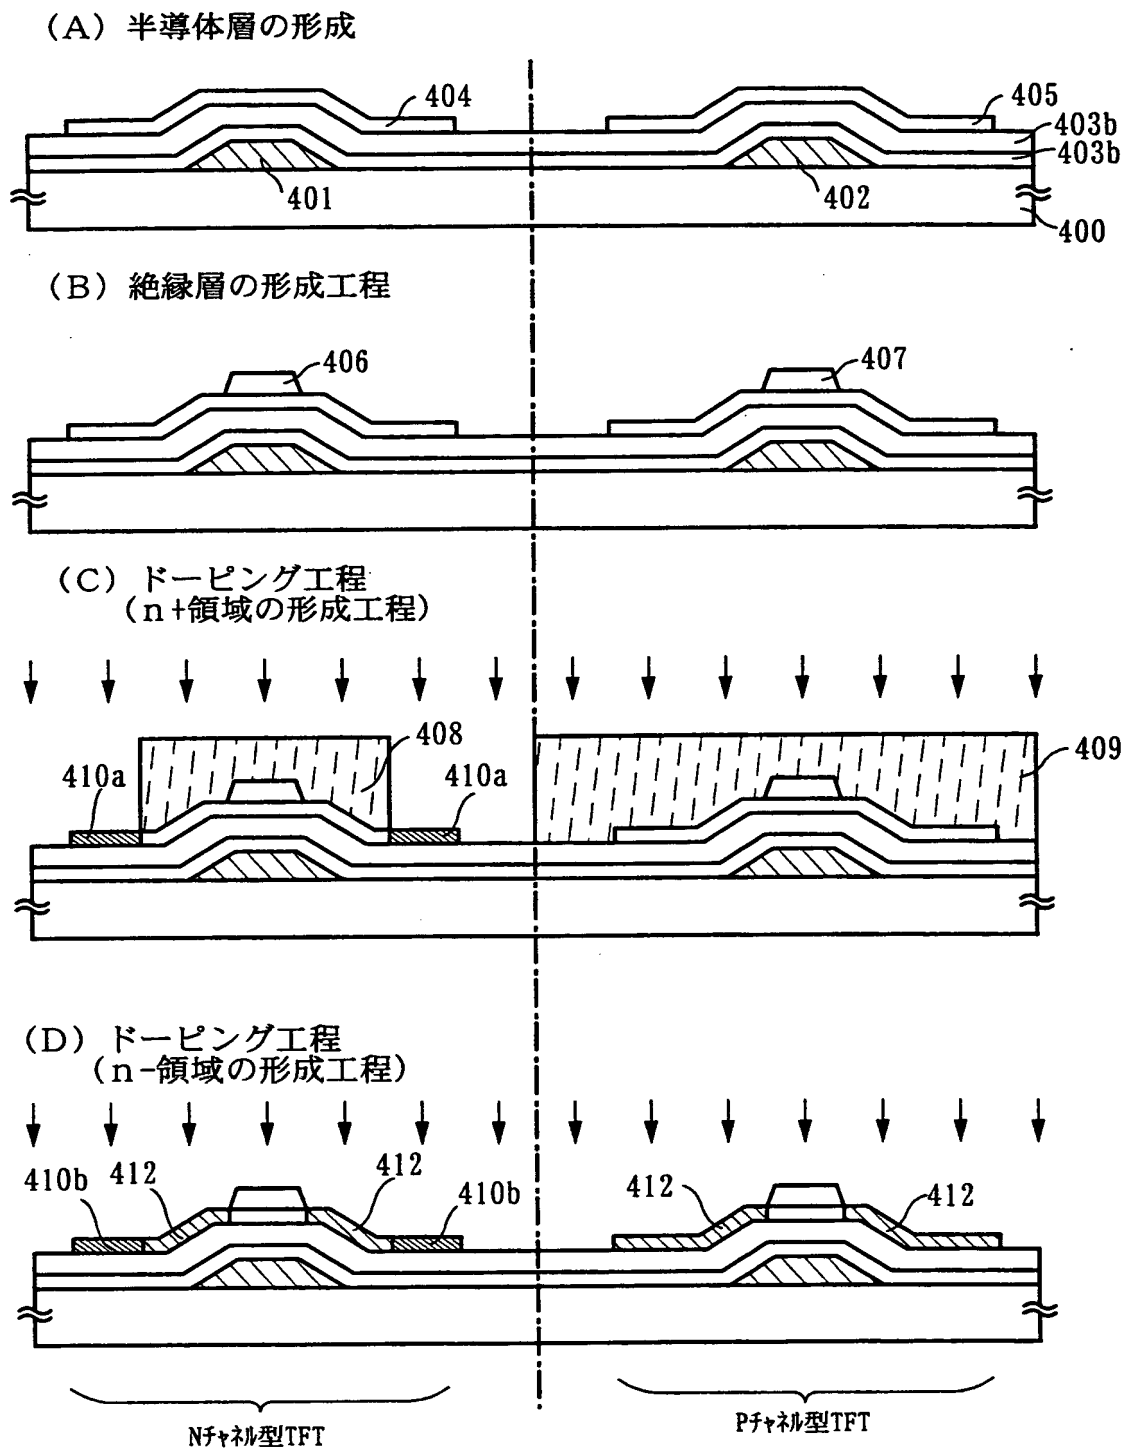 (A) 半導体層の形成
404
405
403b
403b
401
402
400
(B) 絶縁層の形成工程
406
407
(C) ドーピング工程
(n+領域の形成工程)
408
409
410a
410a
(D) ドーピング工程
(n-領域の形成工程)
410b
412
412
410b
412
412
Nチャネル型TFT
Pチャネル型TFT